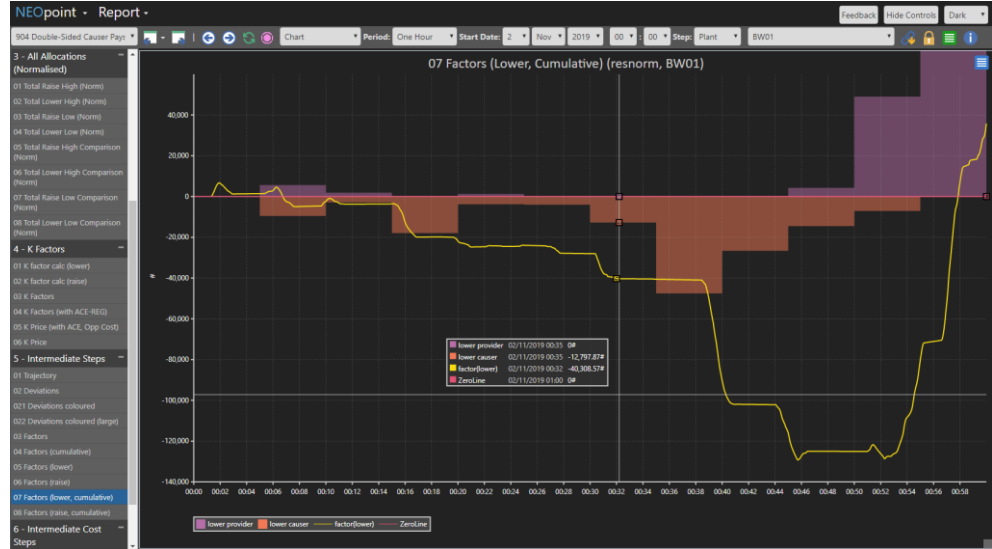 NEOpoint - Report -
Feedback Hide Controls Dark
904 Double-Sided Causer Pays Chart Period: One Hour Start Date: 2 Nov 2019 00 : 00 Step: Plant BW01
3 - All Allocations
(Normalised)
01 Total Raise High (Norm)
02 Total Lower High (Norm)
03 Total Raise Low (Norm)
04 Total Lower Low (Norm)
05 Total Raise High Comparison
(Norm)
06 Total Lower High Comparison
(Norm)
07 Total Raise Low Comparison
(Norm)
08 Total Lower Low Comparison
(Norm)
4 - K Factors
01 K factor calc (lower)
02 K factor calc (raise)
03 K Factors
04 K Factors (with ACE-REG)
05 K Price (with ACE, Opp Cost)
06 K Price
5 - Intermediate Steps
01 Trajectory
02 Deviations
021 Deviations coloured
022 Deviations coloured (large)
03 Factors
04 Factors (cumulative)
05 Factors (lower)
06 Factors (raise)
07 Factors (lower, cumulative)
08 Factors (raise, cumulative)
6 - Intermediate Cost
Steps
07 Factors (Lower, Cumulative) (resnorm, BW01)
40,000
20,000
0
-20,000
#
-40,000
-60,000
-80,000
-100,000
-120,000
-140,000
lower provider 02/11/2019 00:35 0#
lower causer 02/11/2019 00:35 -12,797.87#
factor(lower) 02/11/2019 00:32 -40,308.57#
ZeroLine 02/11/2019 01:00 0#
00:00 00:02 00:04 00:06 00:08 00:10 00:12 00:14 00:16 00:18 00:20 00:22 00:24 00:26 00:28 00:30 00:32 00:34 00:36 00:38 00:40 00:42 00:44 00:46 00:48 00:50 00:52 00:54 00:56 00:58
lower provider lower causer factor(lower) ZeroLine